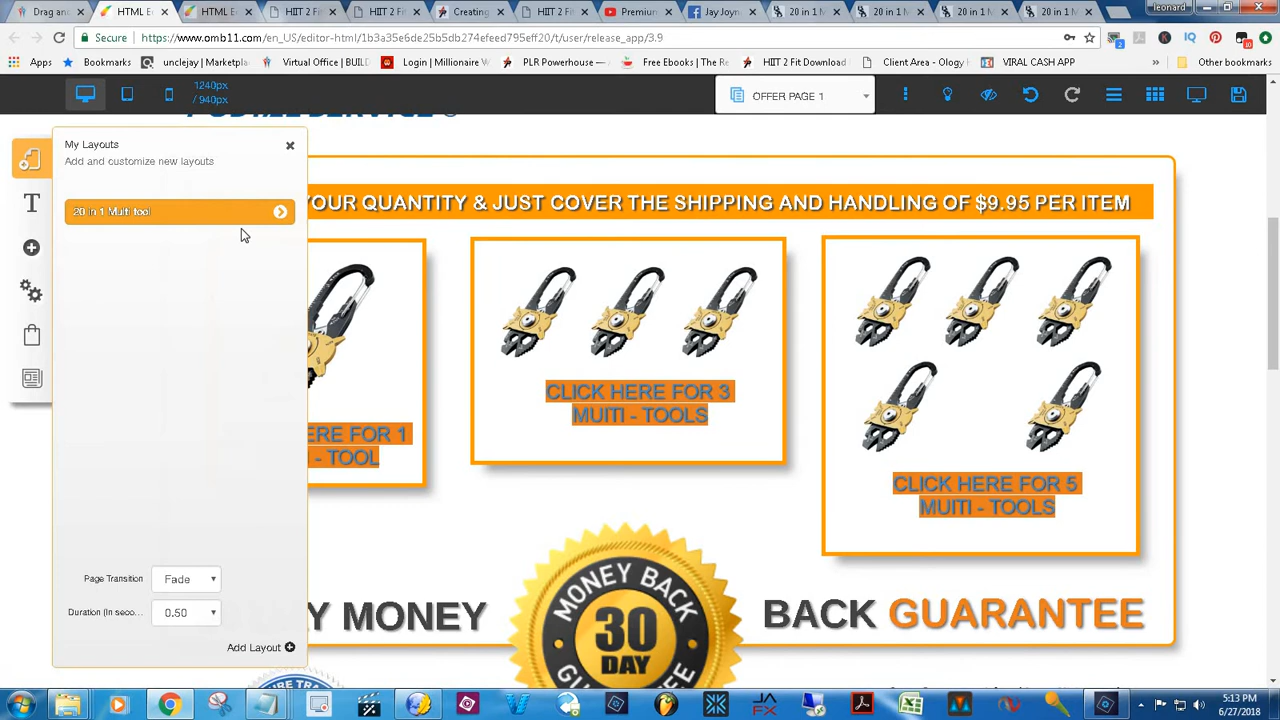 leonard
Drag and
HTML Ec
HTML E
HIIT 2 Fi
HIIT 2 F
Creating
HIIT 2 F
Premiun
Jay Joyn
20 in 1 M
20 in 1 M
20 in 1 M
20 in 1 M
Secure
https://www.omb11.com/en_US/editor-html/1b3a35e6de25b5db274efeed795eff20/t/user/release_app/3.9
2
10
Apps
Bookmarks
unclejay | Marketpla
Virtual Office | BUILD
Login | Millionaire V
PLR Powerhouse —
Free Ebooks | The Re
HIIT 2 Fit Download
Client Area - Ology
VIRAL CASH APP
»
Other bookmarks
1240px
/ 940px
OFFER PAGE 1
My Layouts
Add and customize new layouts
20 in 1 Multi tool
YOUR QUANTITY & JUST COVER THE SHIPPING AND HANDLING OF $9.95 PER ITEM
ERE FOR 1
I - TOOL
CLICK HERE FOR 3
MUITI - TOOLS
CLICK HERE FOR 5
MUITI - TOOLS
Page Transition
Fade
Duration (In seco...
0.50
Add Layout
Y MONEY
MONEY BACK
30
DAY
BACK GUARANTEE
5:13 PM
6/27/2018